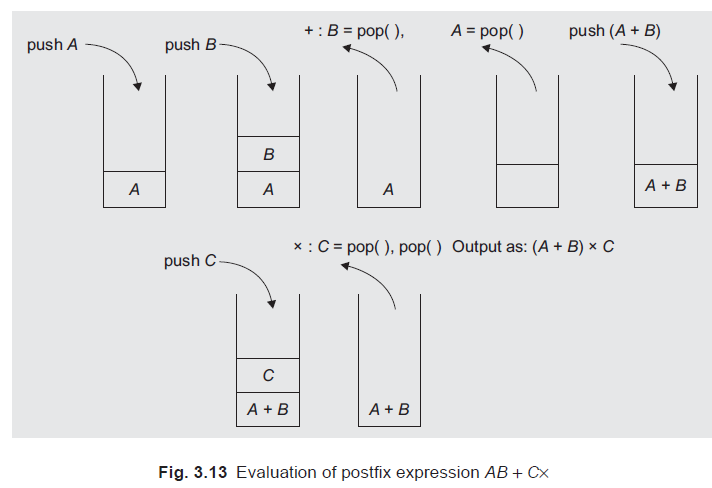 push A push B + : B = pop( ), A = pop( ) push (A + B)
B
A A A A + B
× : C = pop( ), pop( ) Output as: (A + B) × C
push C
C
A + B A + B
Fig. 3.13 Evaluation of postfix expression AB + C×